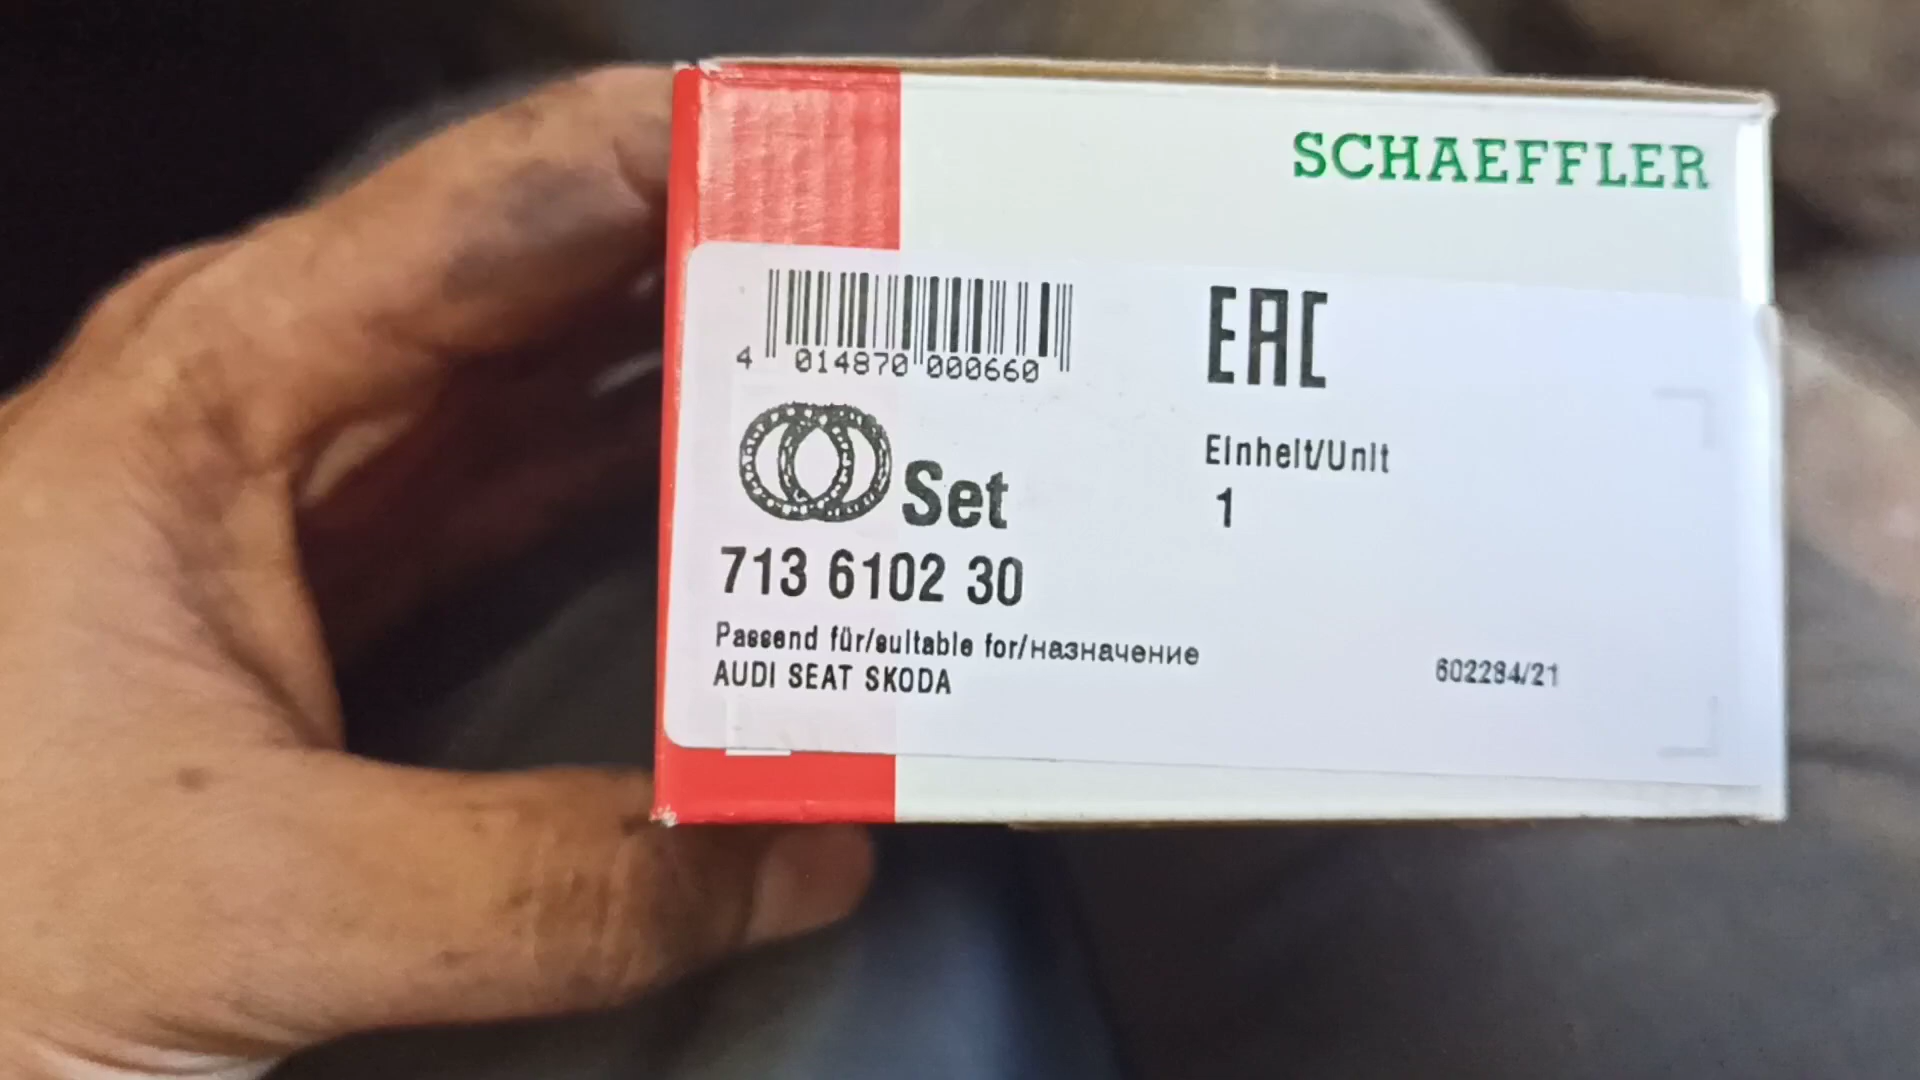 SCHAEFFLER
4 014870 000660
EAC
Einheit/Unit
1
Set
713 6102 30
Passend für/suitable for/назначение
AUDI SEAT SKODA
602284/21